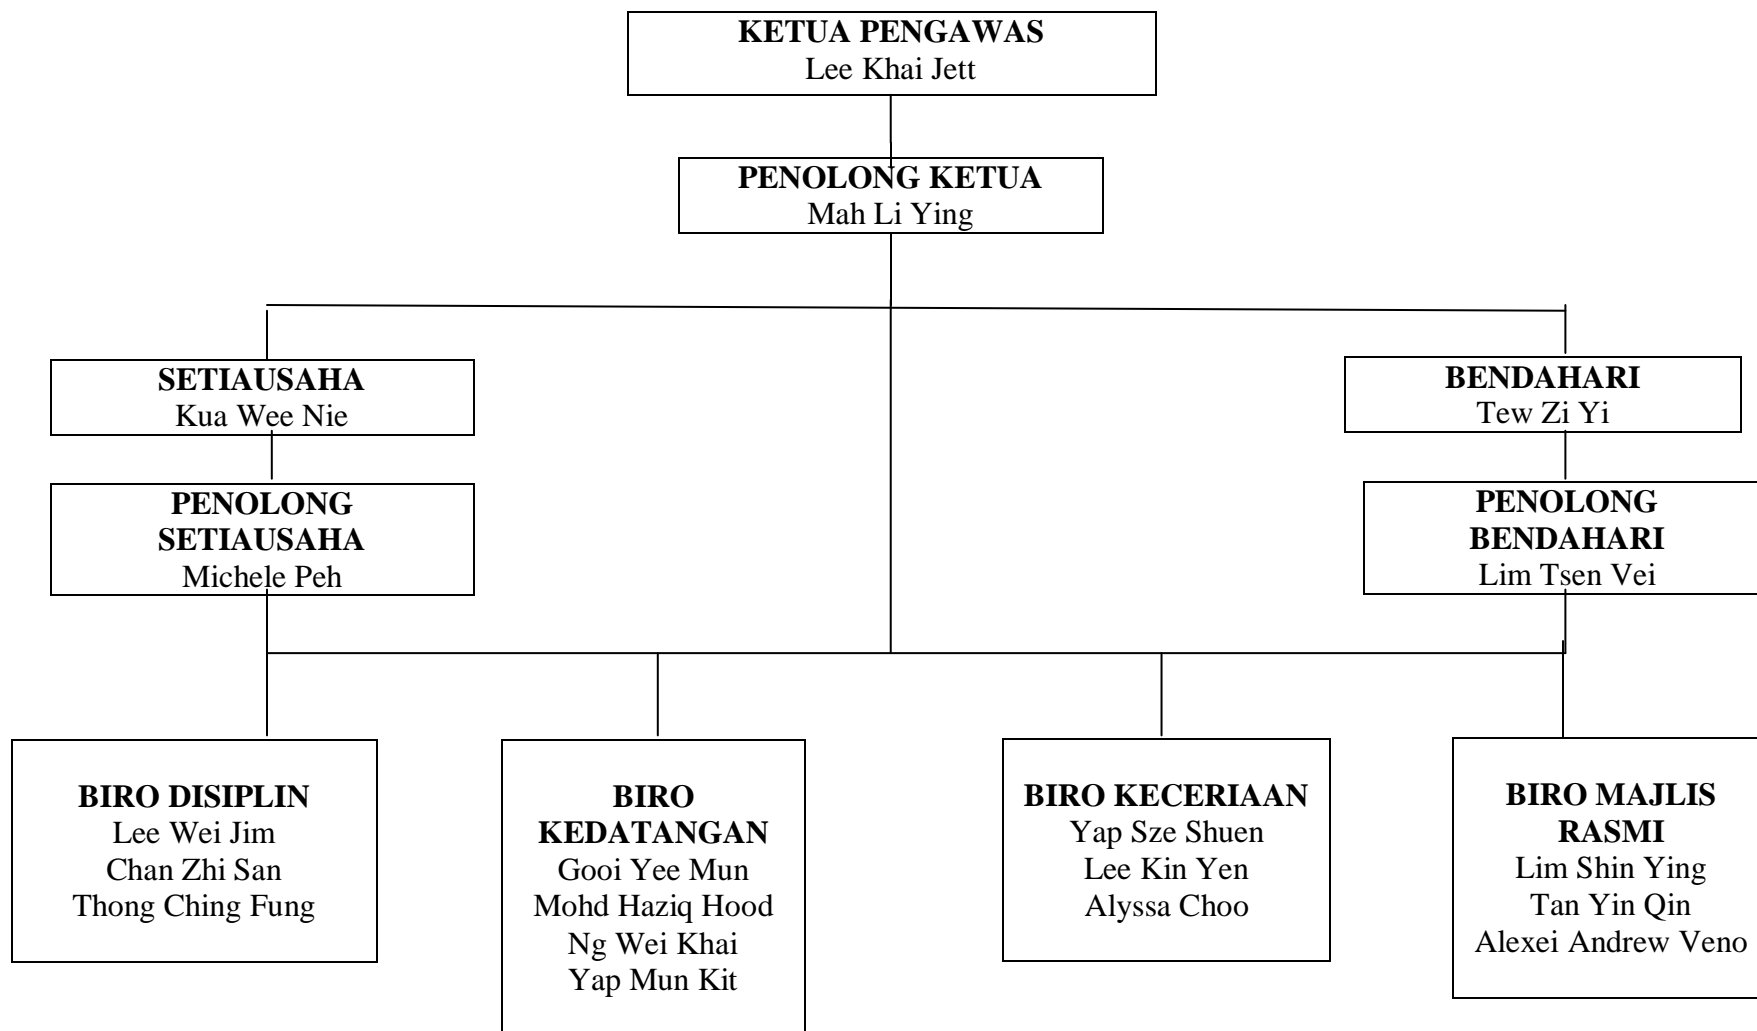 KETUA PENGAWAS
Lee Khai Jett
PENOLONG KETUA
Mah Li Ying
SETIAUSAHA
Kua Wee Nie
BENDAHARI
Tew Zi Yi
PENOLONG
SETIAUSAHA
Michele Peh
PENOLONG
BENDAHARI
Lim Tsen Vei
BIRO DISIPLIN
Lee Wei Jim
Chan Zhi San
Thong Ching Fung
BIRO
KEDATANGAN
Gooi Yee Mun
Mohd Haziq Hood
Ng Wei Khai
Yap Mun Kit
BIRO KECERIAAN
Yap Sze Shuen
Lee Kin Yen
Alyssa Choo
BIRO MAJLIS
RASMI
Lim Shin Ying
Tan Yin Qin
Alexei Andrew Veno